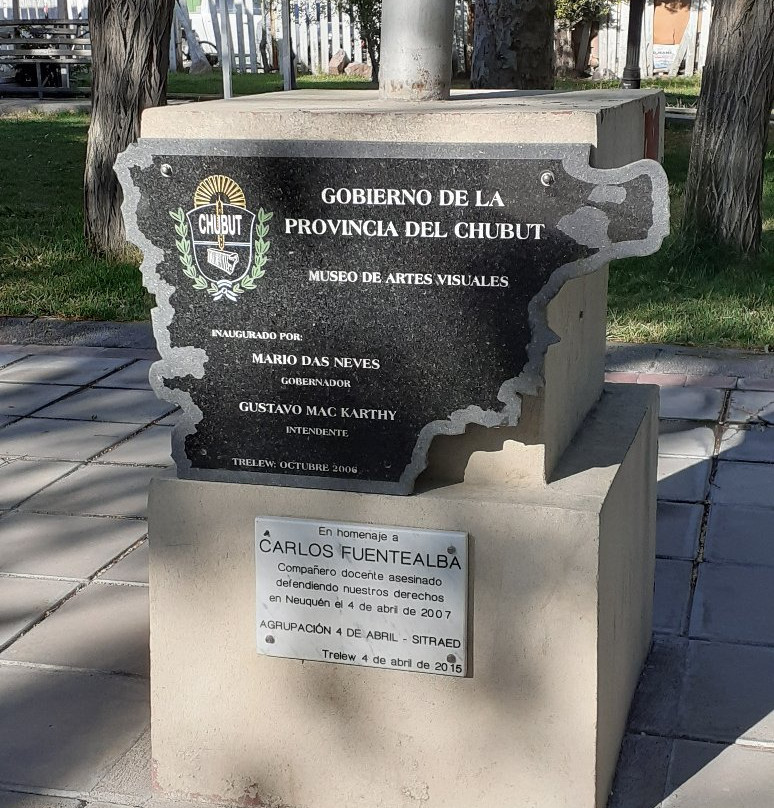 CHUBUT
GOBIERNO DE LA
PROVINCIA DEL CHUBUT
MUSEO DE ARTES VISUALES
INAUGURADO POR:
MARIO DAS NEVES
GOBERNADOR
GUSTAVO MAC KARTHY
INTENDENTE
TRELEW: OCTUBRE 2006
En homenaje a
CARLOS FUENTEALBA
Compañero docente asesinado
defendiendo nuestros derechos
en Neuquén el 4 de abril de 2007
AGRUPACIÓN 4 DE ABRIL - SITRAED
Trelew 4 de abril de 2015